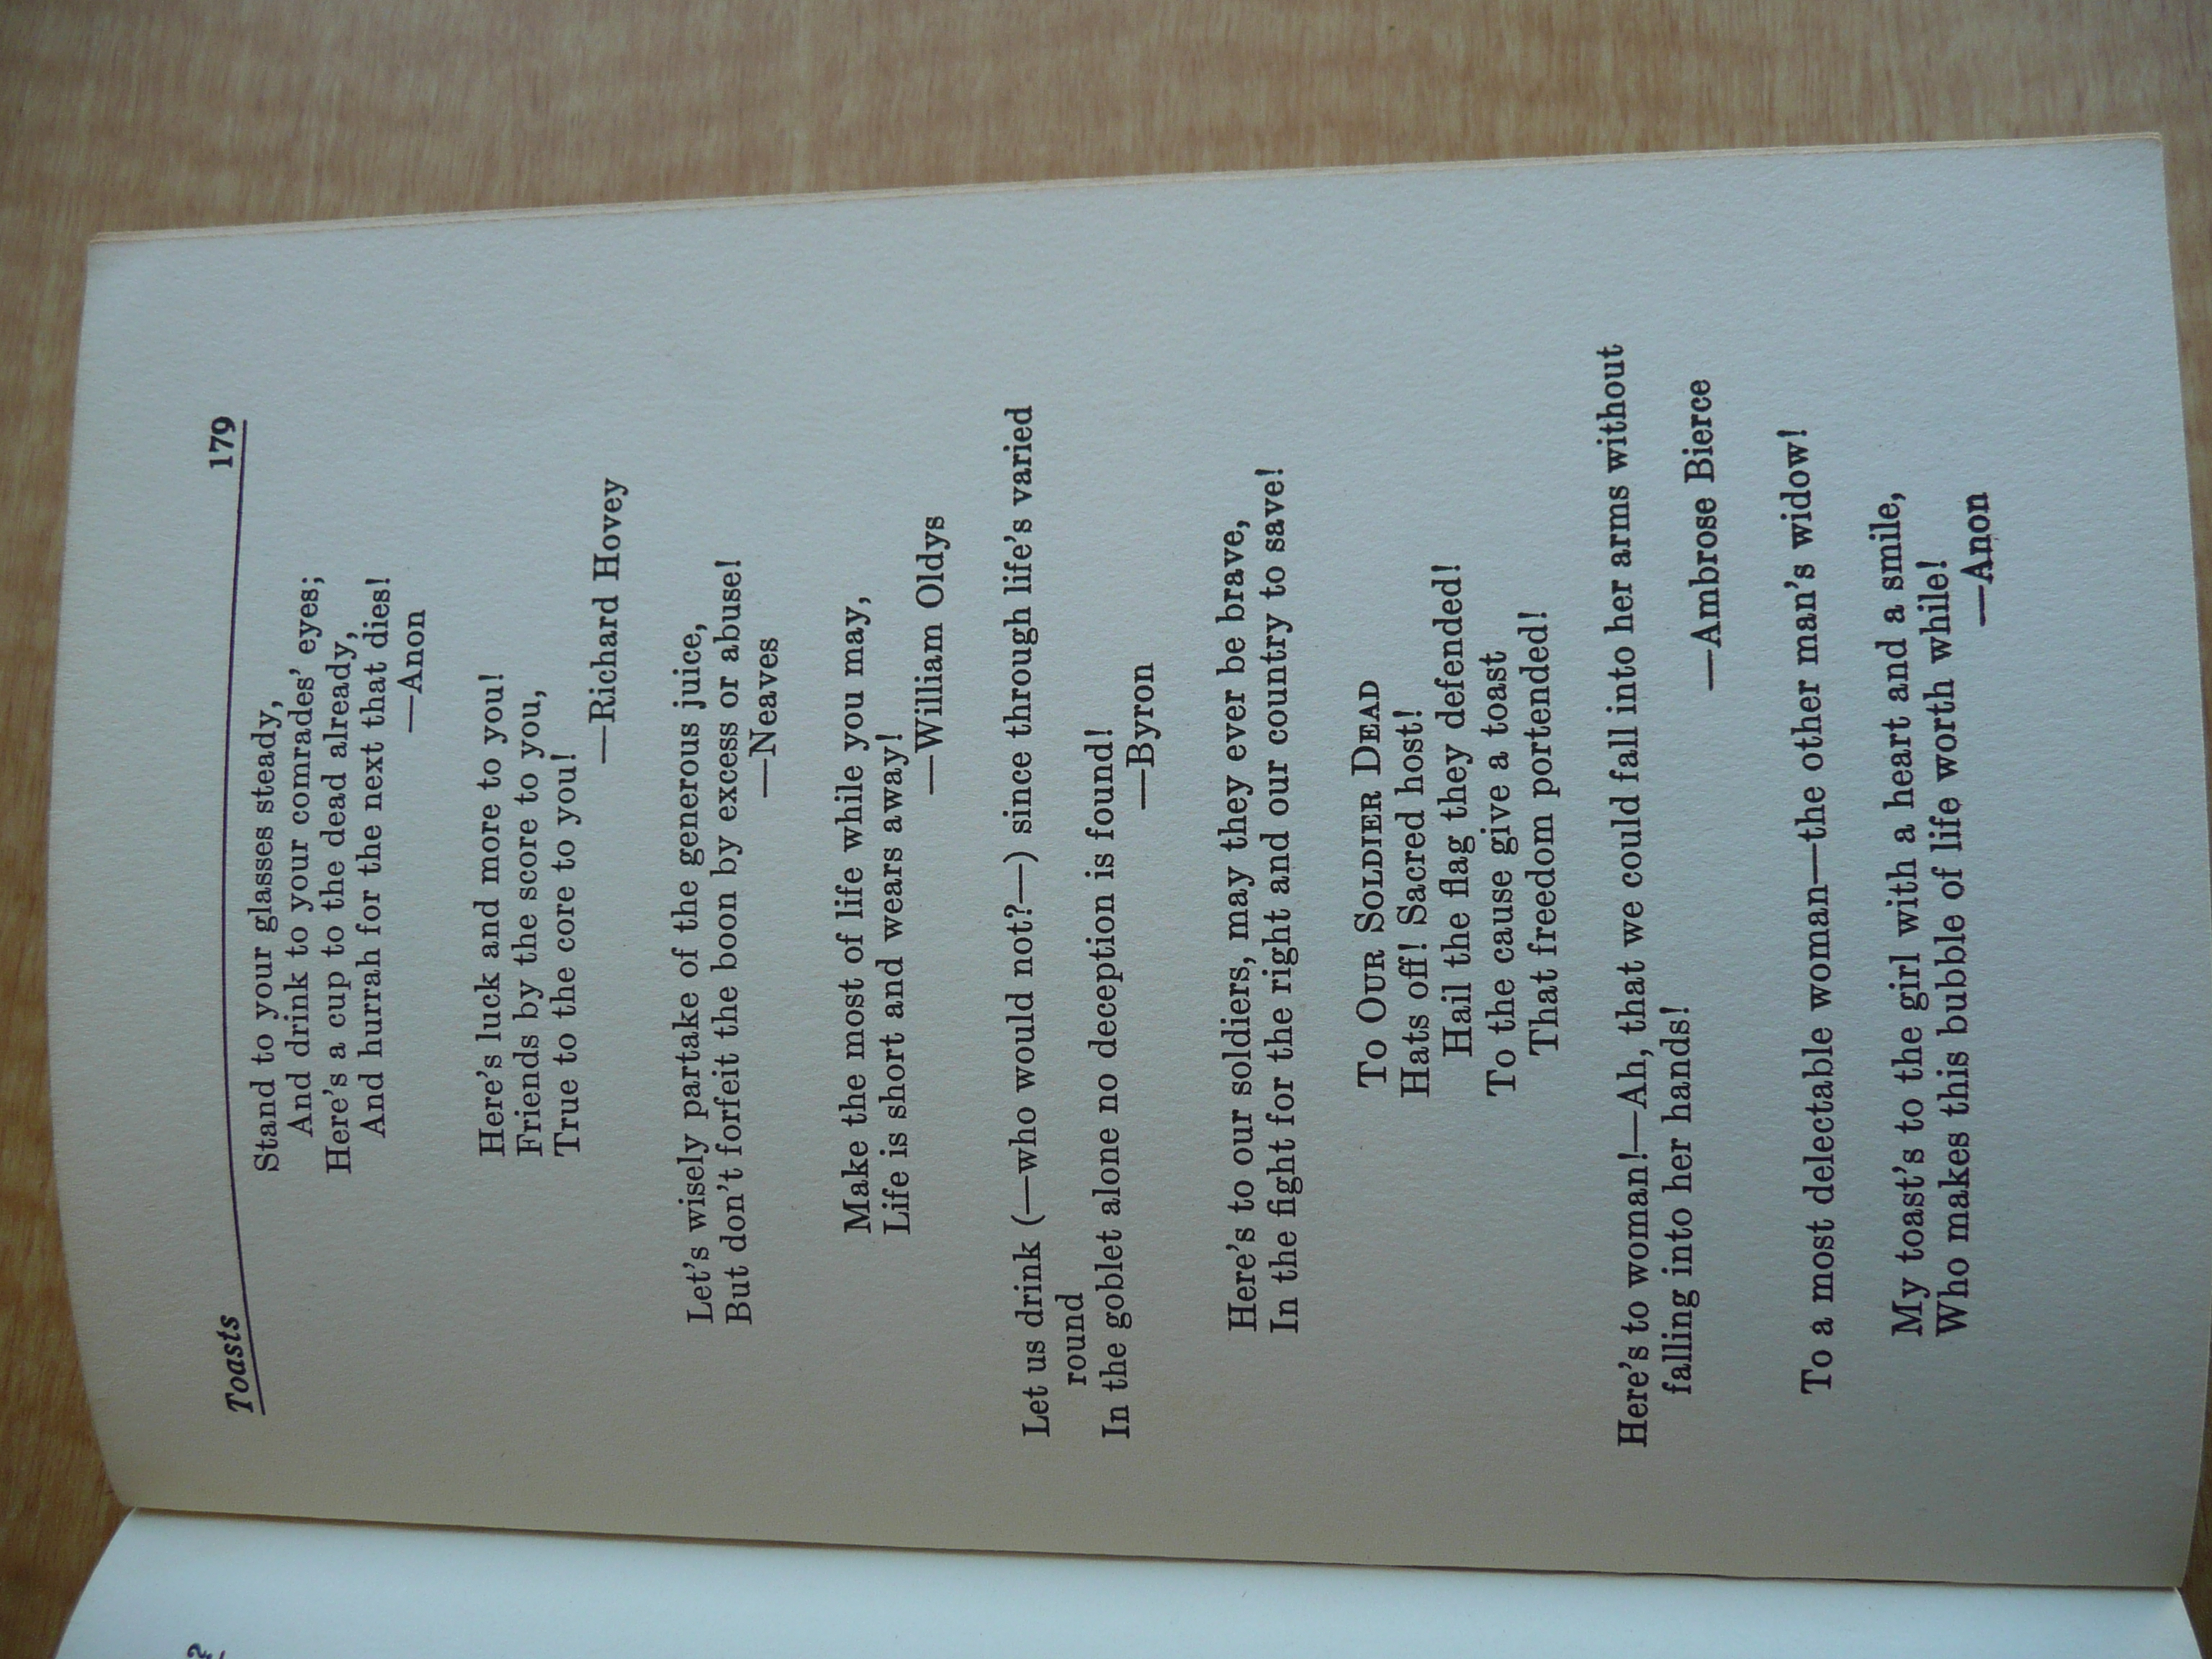 Toasts 179
Stand to your glasses steady,
And drink to your comrades' eyes;
Here's a cup to the dead already,
And hurrah for the next that dies!
—Anon
Here's luck and more to you!
Friends by the score to you,
True to the core to you!
—Richard Hovey
Let's wisely partake of the generous juice,
But don't forfeit the boon by excess or abuse!
—Neaves
Make the most of life while you may,
Life is short and wears away!
—William Oldys
Let us drink (—who would not?—) since through life's varied
round
In the goblet alone no deception is found!
—Byron
Here's to our soldiers, may they ever be brave,
In the fight for the right and our country to save!
To Our Soldier Dead
Hats off! Sacred host!
Hail the flag they defended!
To the cause give a toast
That freedom portended!
Here's to woman!—Ah, that we could fall into her arms without
falling into her hands!
—Ambrose Bierce
To a most delectable woman—the other man's widow!
My toast's to the girl with a heart and a smile,
Who makes this bubble of life worth while!
—Anon